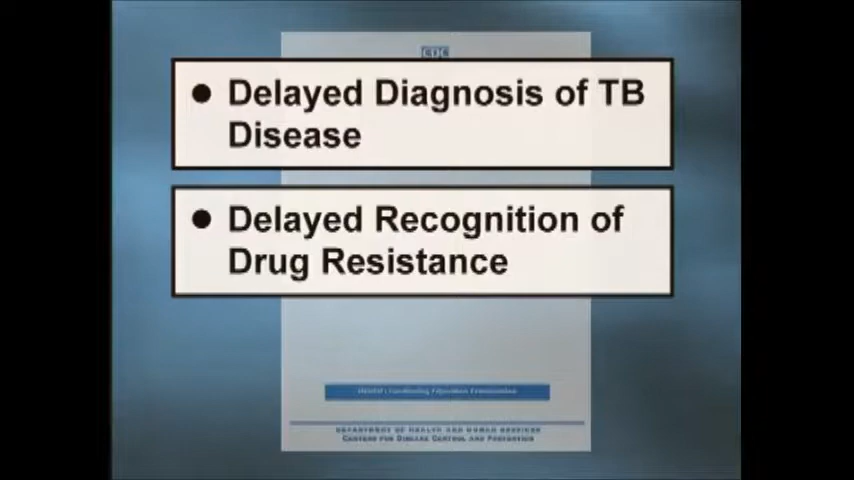 CDC
● Delayed Diagnosis of TB
Disease
● Delayed Recognition of
Drug Resistance
DEPARTMENT OF HEALTH AND HUMAN SERVICES
CENTERS FOR DISEASE CONTROL AND PREVENTION